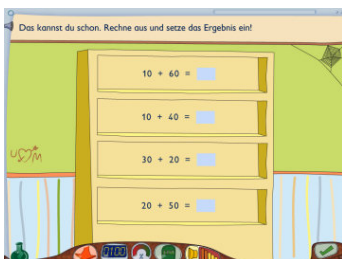 Das kannst du schon. Rechne aus und setze das Ergebnis ein!
10 + 60 =
10 + 40 =
30 + 20 =
20 + 50 =